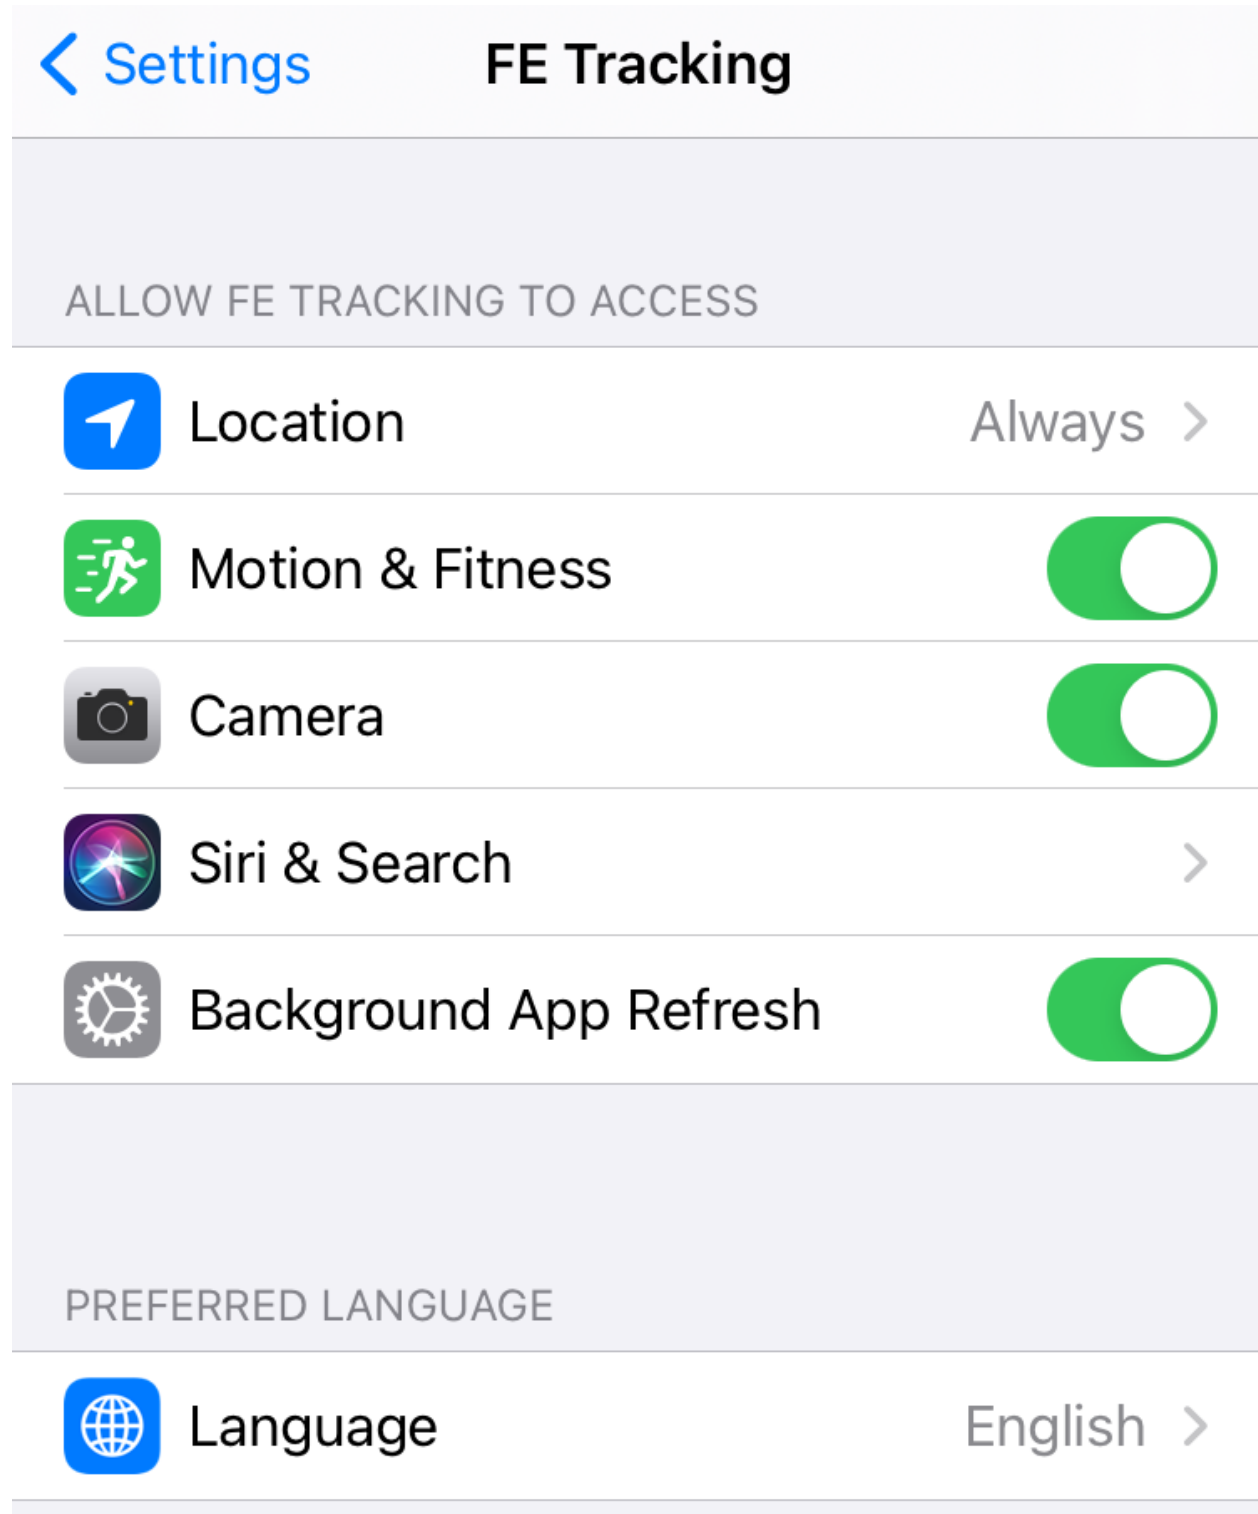 Settings FE Tracking
ALLOW FE TRACKING TO ACCESS
Location Always
Motion & Fitness
Camera
Siri & Search
Background App Refresh
PREFERRED LANGUAGE
Language English